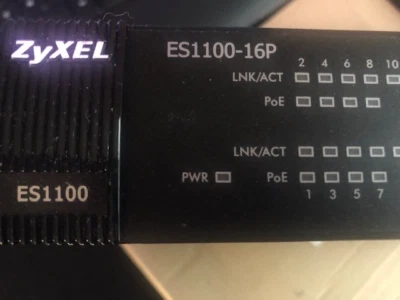 ZyXEL
ES1100-16P
2 4 6 8 10
LNK/ACT
PoE
LNK/ACT
PWR PoE
1 3 5 7
ES1100